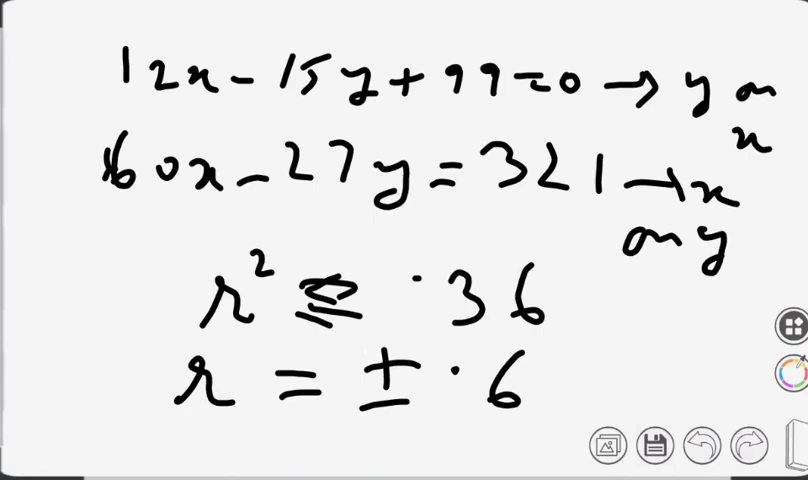 12x - 15y + 99 = 0 → y on x
60x - 27y = 321 → x on y
r² = .36
r = ± .6